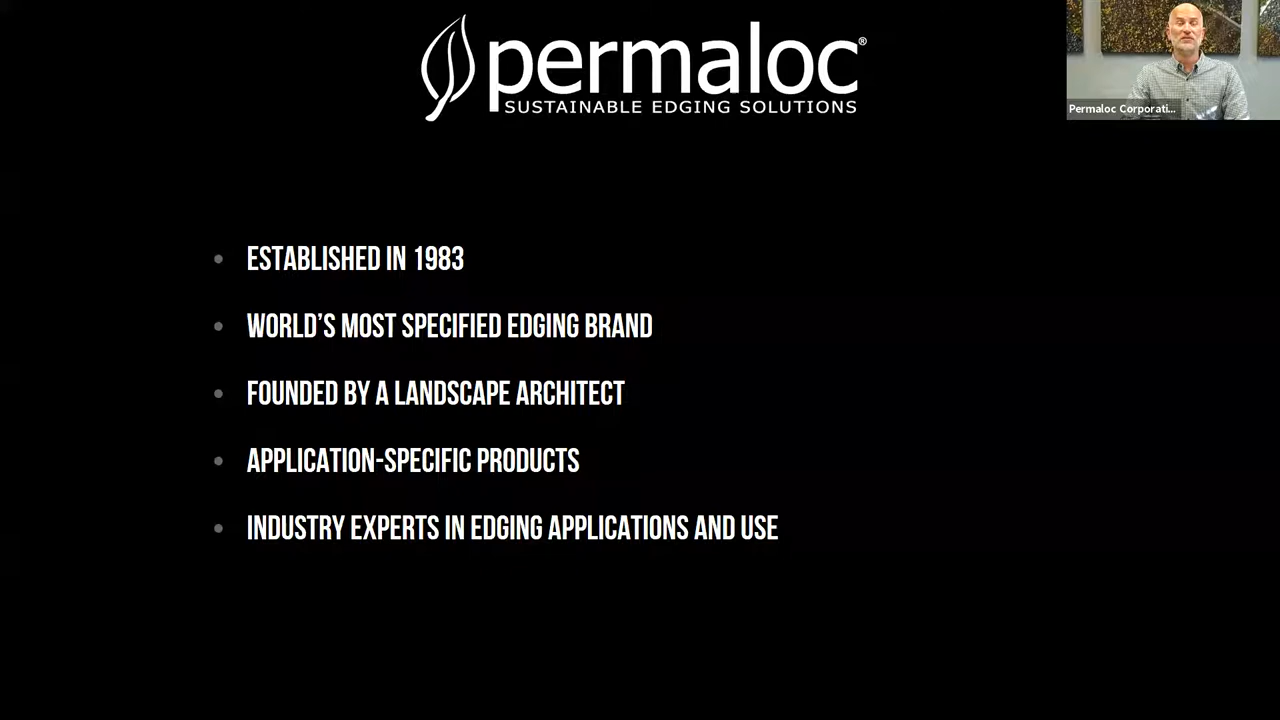 permaloc®
SUSTAINABLE EDGING SOLUTIONS
Permaloc Corporati...
• ESTABLISHED IN 1983
• WORLD'S MOST SPECIFIED EDGING BRAND
• FOUNDED BY A LANDSCAPE ARCHITECT
• APPLICATION-SPECIFIC PRODUCTS
• INDUSTRY EXPERTS IN EDGING APPLICATIONS AND USE